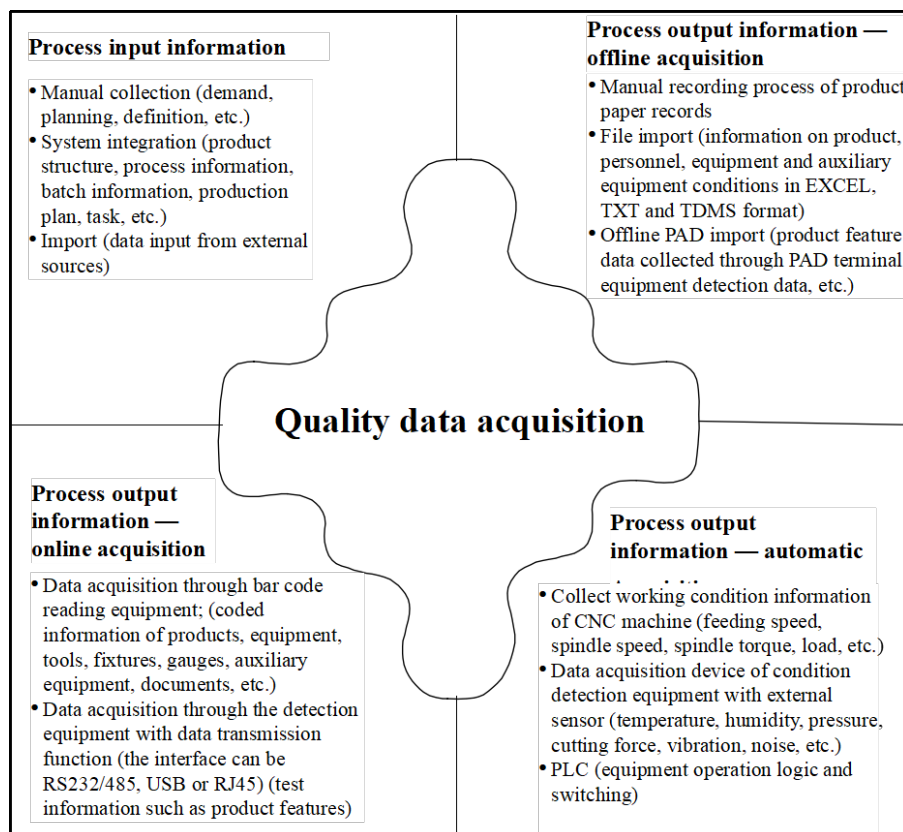 Process input information
• Manual collection (demand,
planning, definition, etc.)
• System integration (product
structure, process information,
batch information, production
plan, task, etc.)
• Import (data input from external
sources)
Process output information —
offline acquisition
• Manual recording process of product
paper records
• File import (information on product,
personnel, equipment and auxiliary
equipment conditions in EXCEL,
TXT and TDMS format)
• Offline PAD import (product feature
data collected through PAD terminal
equipment detection data, etc.)
Quality data acquisition
Process output
information —
online acquisition
• Data acquisition through bar code
reading equipment; (coded
information of products, equipment,
tools, fixtures, gauges, auxiliary
equipment, documents, etc.)
• Data acquisition through the detection
equipment with data transmission
function (the interface can be
RS232/485, USB or RJ45) (test
information such as product features)
Process output
information — automatic
• Collect working condition information
of CNC machine (feeding speed,
spindle speed, spindle torque, load, etc.)
• Data acquisition device of condition
detection equipment with external
sensor (temperature, humidity, pressure,
cutting force, vibration, noise, etc.)
• PLC (equipment operation logic and
switching)